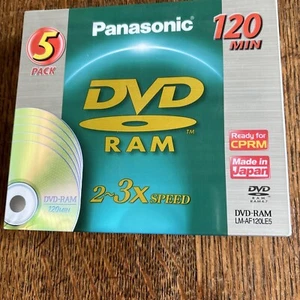 5
PACK
Panasonic
120
MIN
DVD
RAM
TM
Ready for
CPRM
Made in
Japan
2~3x SPEED
DVD-RAM
120MIN
DVD
DVD-RAM
LM-AF120LE5